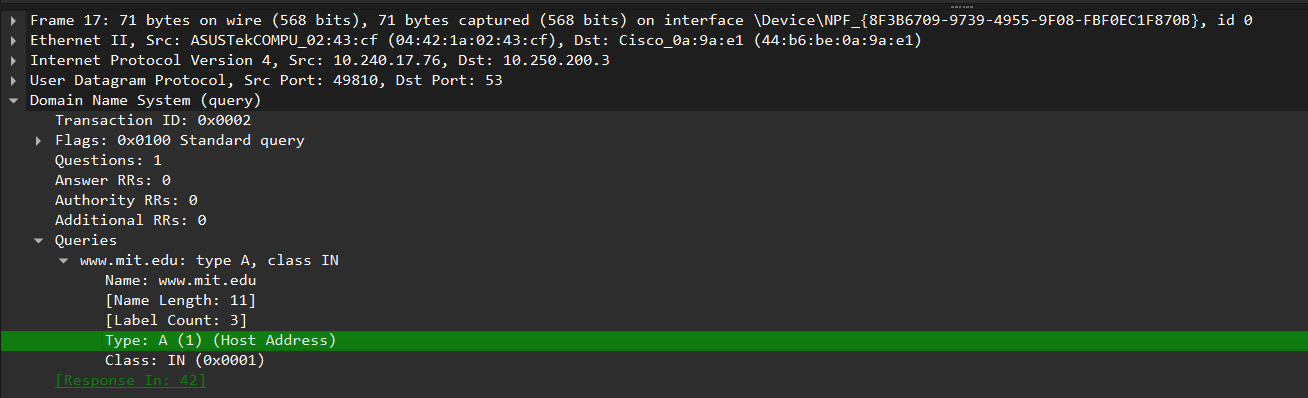 Frame 17: 71 bytes on wire (568 bits), 71 bytes captured (568 bits) on interface \Device\NPF_{8F3B6709-9739-4955-9F08-FBF0EC1F870B}, id 0
Ethernet II, Src: ASUSTekCOMPU_02:43:cf (04:42:1a:02:43:cf), Dst: Cisco_0a:9a:e1 (44:b6:be:0a:9a:e1)
Internet Protocol Version 4, Src: 10.240.17.76, Dst: 10.250.200.3
User Datagram Protocol, Src Port: 49810, Dst Port: 53
Domain Name System (query)
Transaction ID: 0x0002
Flags: 0x0100 Standard query
Questions: 1
Answer RRs: 0
Authority RRs: 0
Additional RRs: 0
Queries
www.mit.edu: type A, class IN
Name: www.mit.edu
[Name Length: 11]
[Label Count: 3]
Type: A (1) (Host Address)
Class: IN (0x0001)
[Response In: 42]